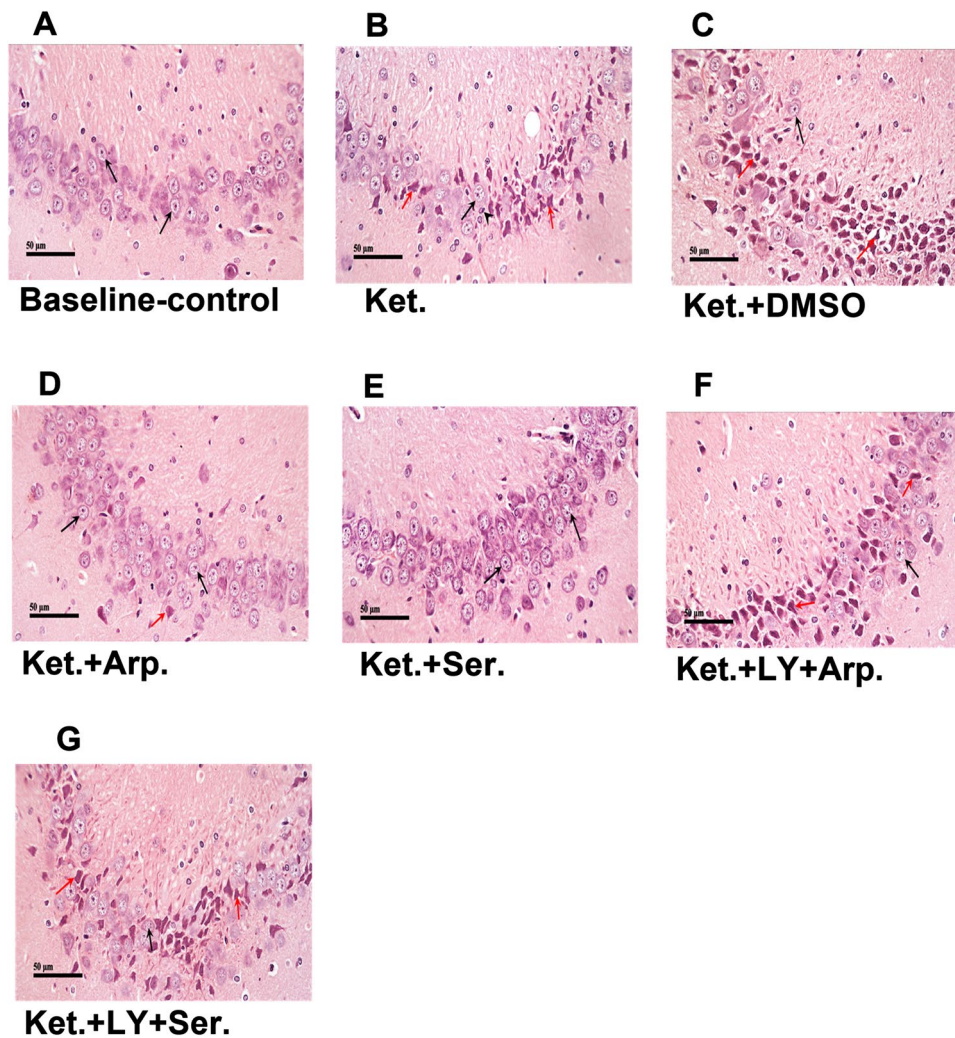 A
B
C
50 µm
50 µm
50 µm
Baseline-control
Ket.
Ket.+DMSO
D
E
F
50 µm
50 µm
50 µm
Ket.+Arp.
Ket.+Ser.
Ket.+LY+Arp.
G
50 µm
Ket.+LY+Ser.